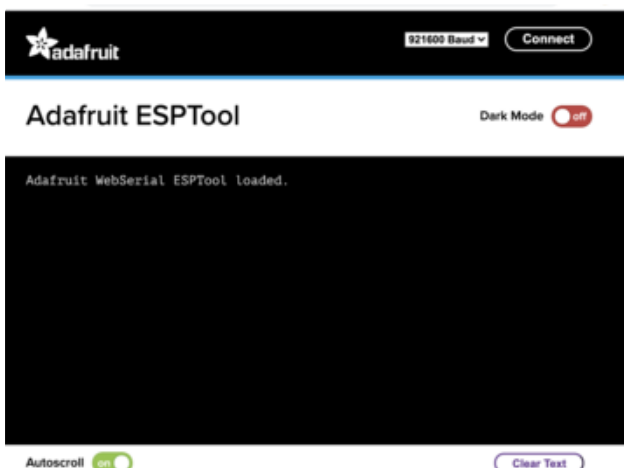 adafruit
921600 Baud
Connect
Adafruit ESPTool
Dark Mode off
Adafruit WebSerial ESPTool loaded.
Autoscroll on
Clear Text